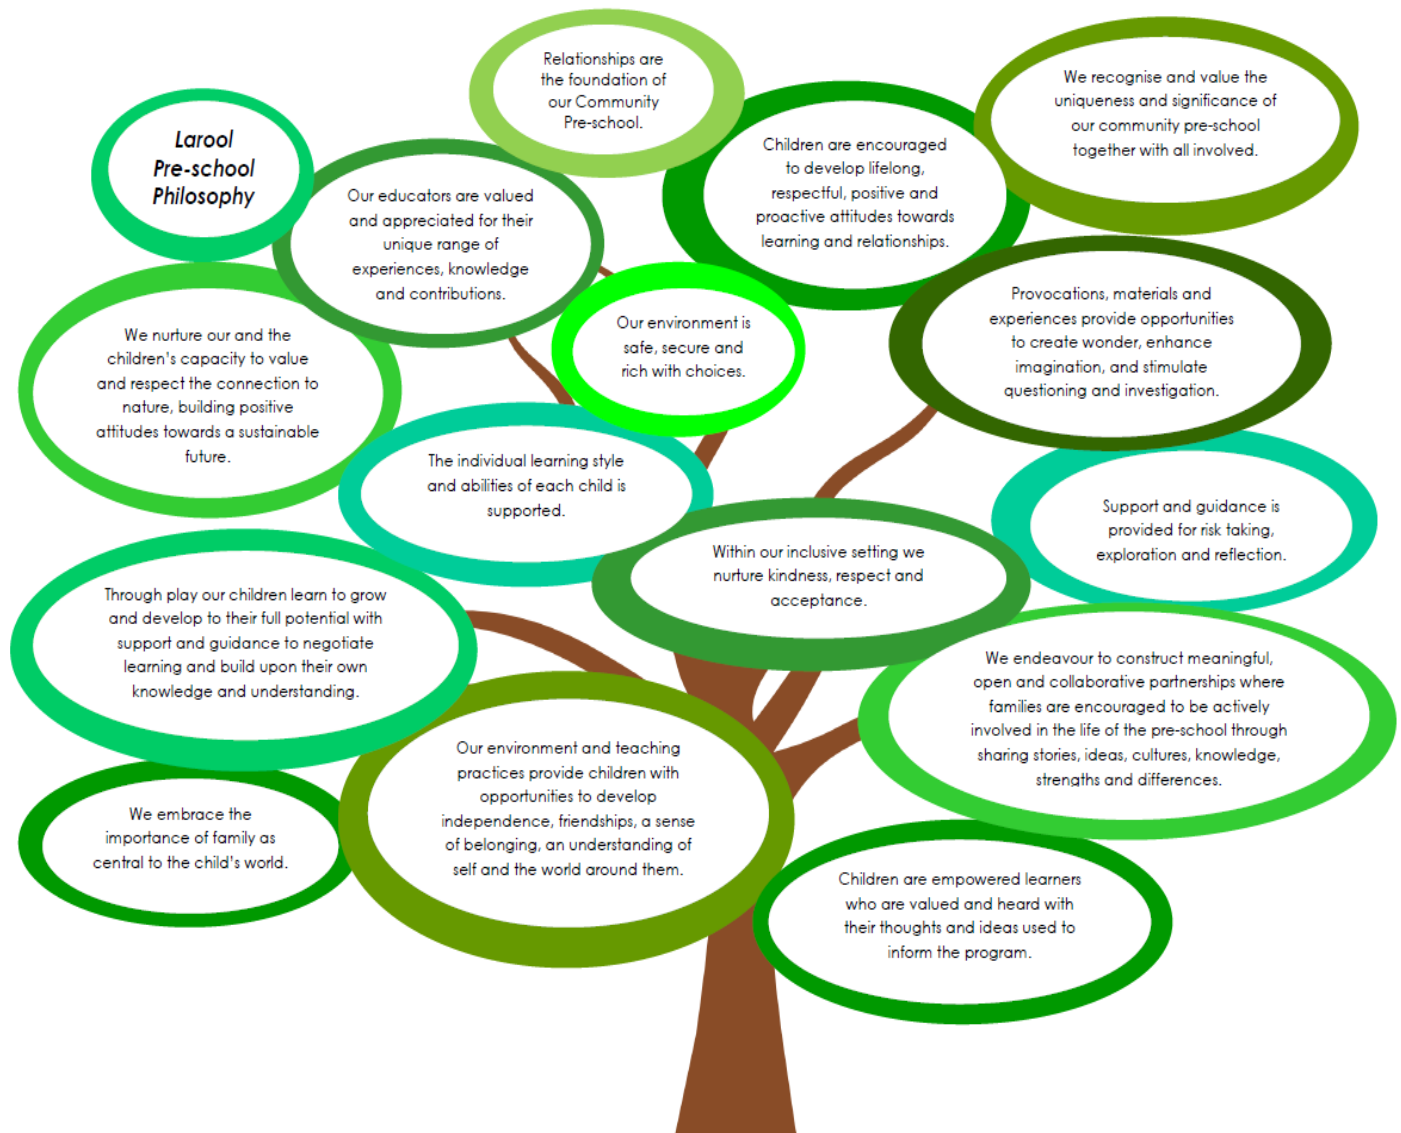 Larool
Pre-school
Philosophy
Relationships are
the foundation of
our Community
Pre-school.
We recognise and value the
uniqueness and significance of
our community pre-school
together with all involved.
Children are encouraged
to develop lifelong,
respectful, positive and
proactive attitudes towards
learning and relationships.
Our educators are valued
and appreciated for their
unique range of
experiences, knowledge
and contributions.
Provocations, materials and
experiences provide opportunities
to create wonder, enhance
imagination, and stimulate
questioning and investigation.
Our environment is
safe, secure and
rich with choices.
We nurture our and the
children's capacity to value
and respect the connection to
nature, building positive
attitudes towards a sustainable
future.
The individual learning style
and abilities of each child is
supported.
Support and guidance is
provided for risk taking,
exploration and reflection.
Within our inclusive setting we
nurture kindness, respect and
acceptance.
Through play our children learn to grow
and develop to their full potential with
support and guidance to negotiate
learning and build upon their own
knowledge and understanding.
We endeavour to construct meaningful,
open and collaborative partnerships where
families are encouraged to be actively
involved in the life of the pre-school through
sharing stories, ideas, cultures, knowledge,
strengths and differences.
Our environment and teaching
practices provide children with
opportunities to develop
independence, friendships, a sense
of belonging, an understanding of
self and the world around them.
We embrace the
importance of family as
central to the child's world.
Children are empowered learners
who are valued and heard with
their thoughts and ideas used to
inform the program.